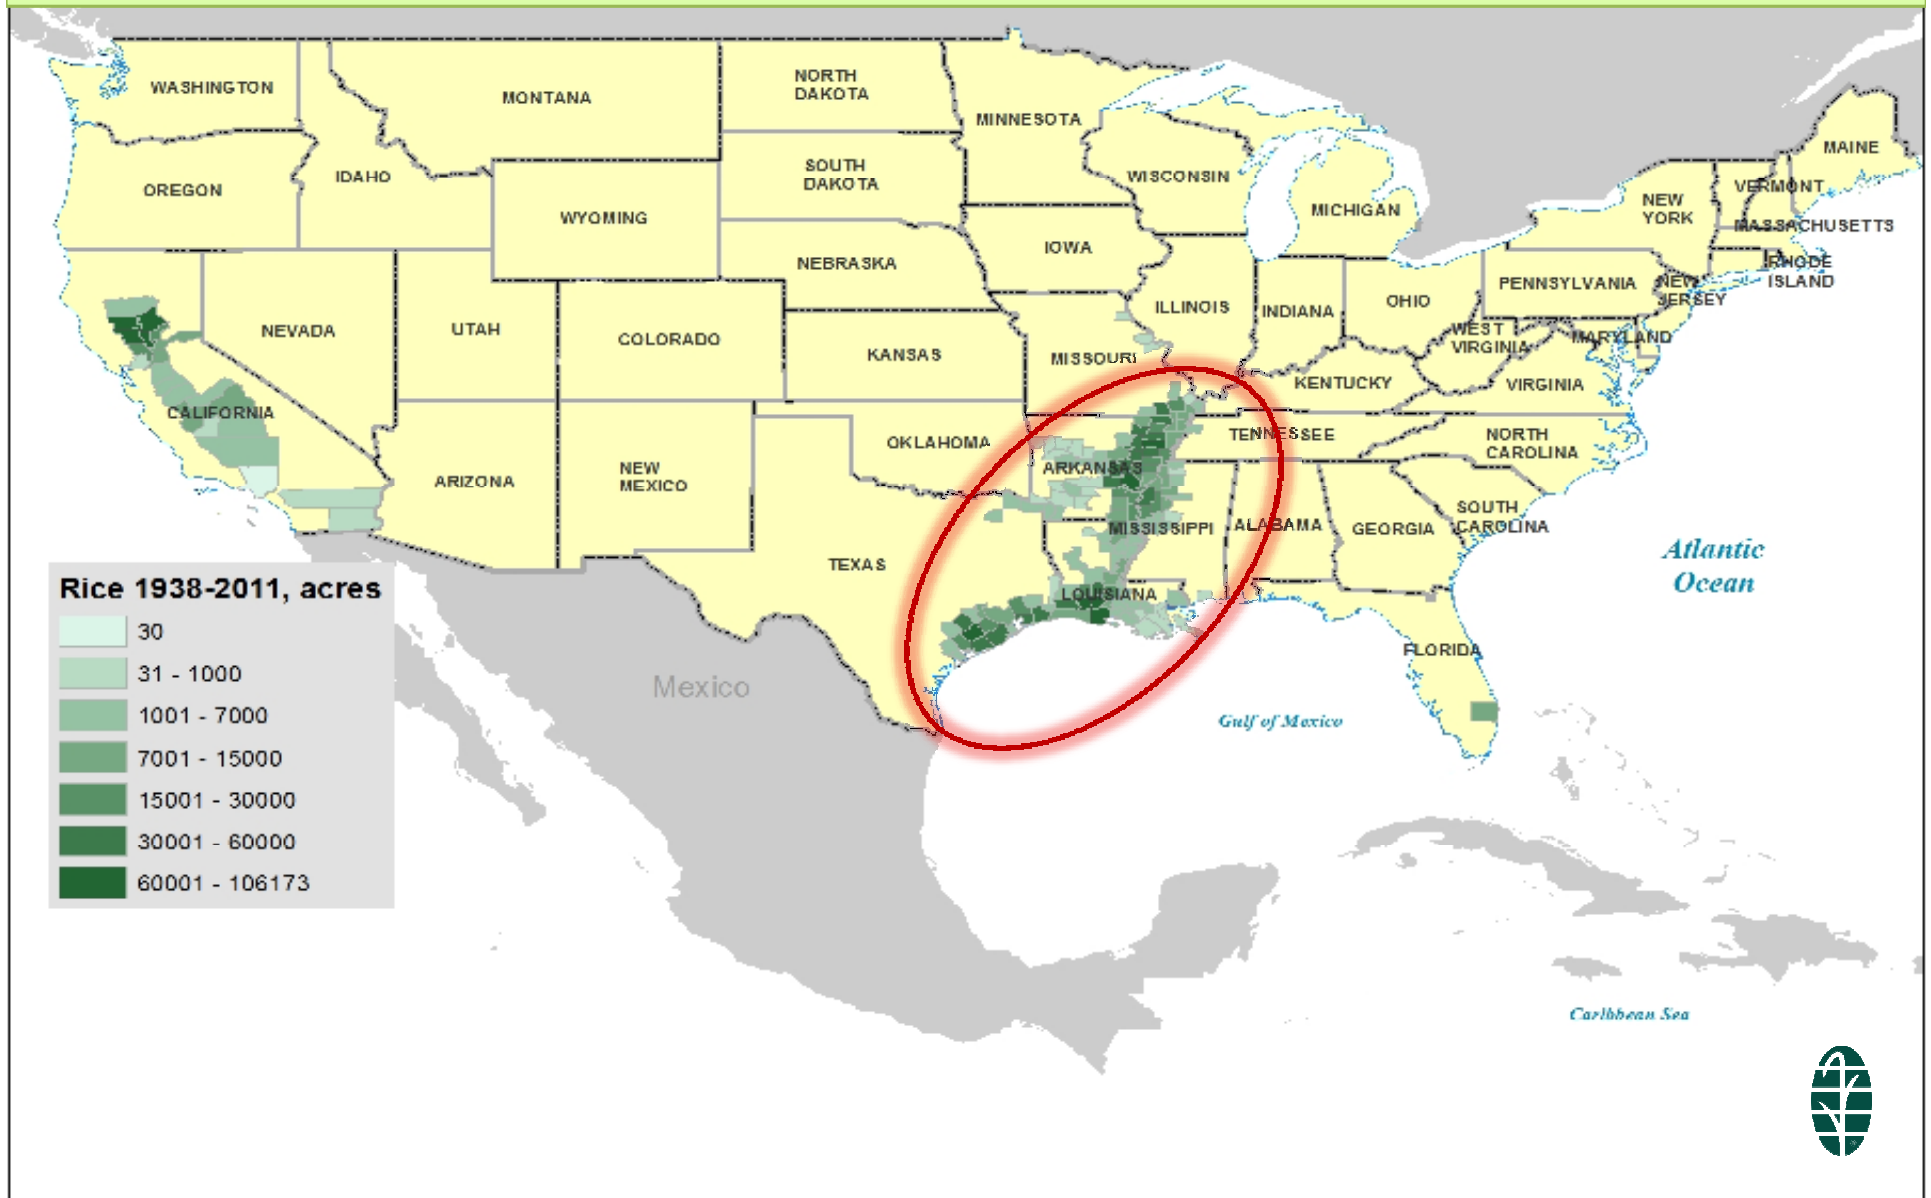 WASHINGTON
MONTANA
NORTH
DAKOTA
MINNESOTA
MAINE
OREGON
IDAHO
SOUTH
DAKOTA
WISCONSIN
MICHIGAN
NEW
YORK
VERMONT
MASSACHUSETTS
WYOMING
IOWA
NEBRASKA
RHODE
ISLAND
PENNSYLVANIA
NEW
JERSEY
NEVADA
UTAH
COLORADO
KANSAS
MISSOURI
ILLINOIS
INDIANA
OHIO
WEST
VIRGINIA
MARYLAND
VIRGINIA
KENTUCKY
CALIFORNIA
ARIZONA
NEW
MEXICO
OKLAHOMA
ARKANSAS
TENNESSEE
NORTH
CAROLINA
SOUTH
CAROLINA
TEXAS
MISSISSIPPI
ALABAMA
GEORGIA
LOUISIANA
FLORIDA
Atlantic
Ocean
Mexico
Gulf of Mexico
Caribbean Sea
Rice 1938-2011, acres
30
31 - 1000
1001 - 7000
7001 - 15000
15001 - 30000
30001 - 60000
60001 - 106173